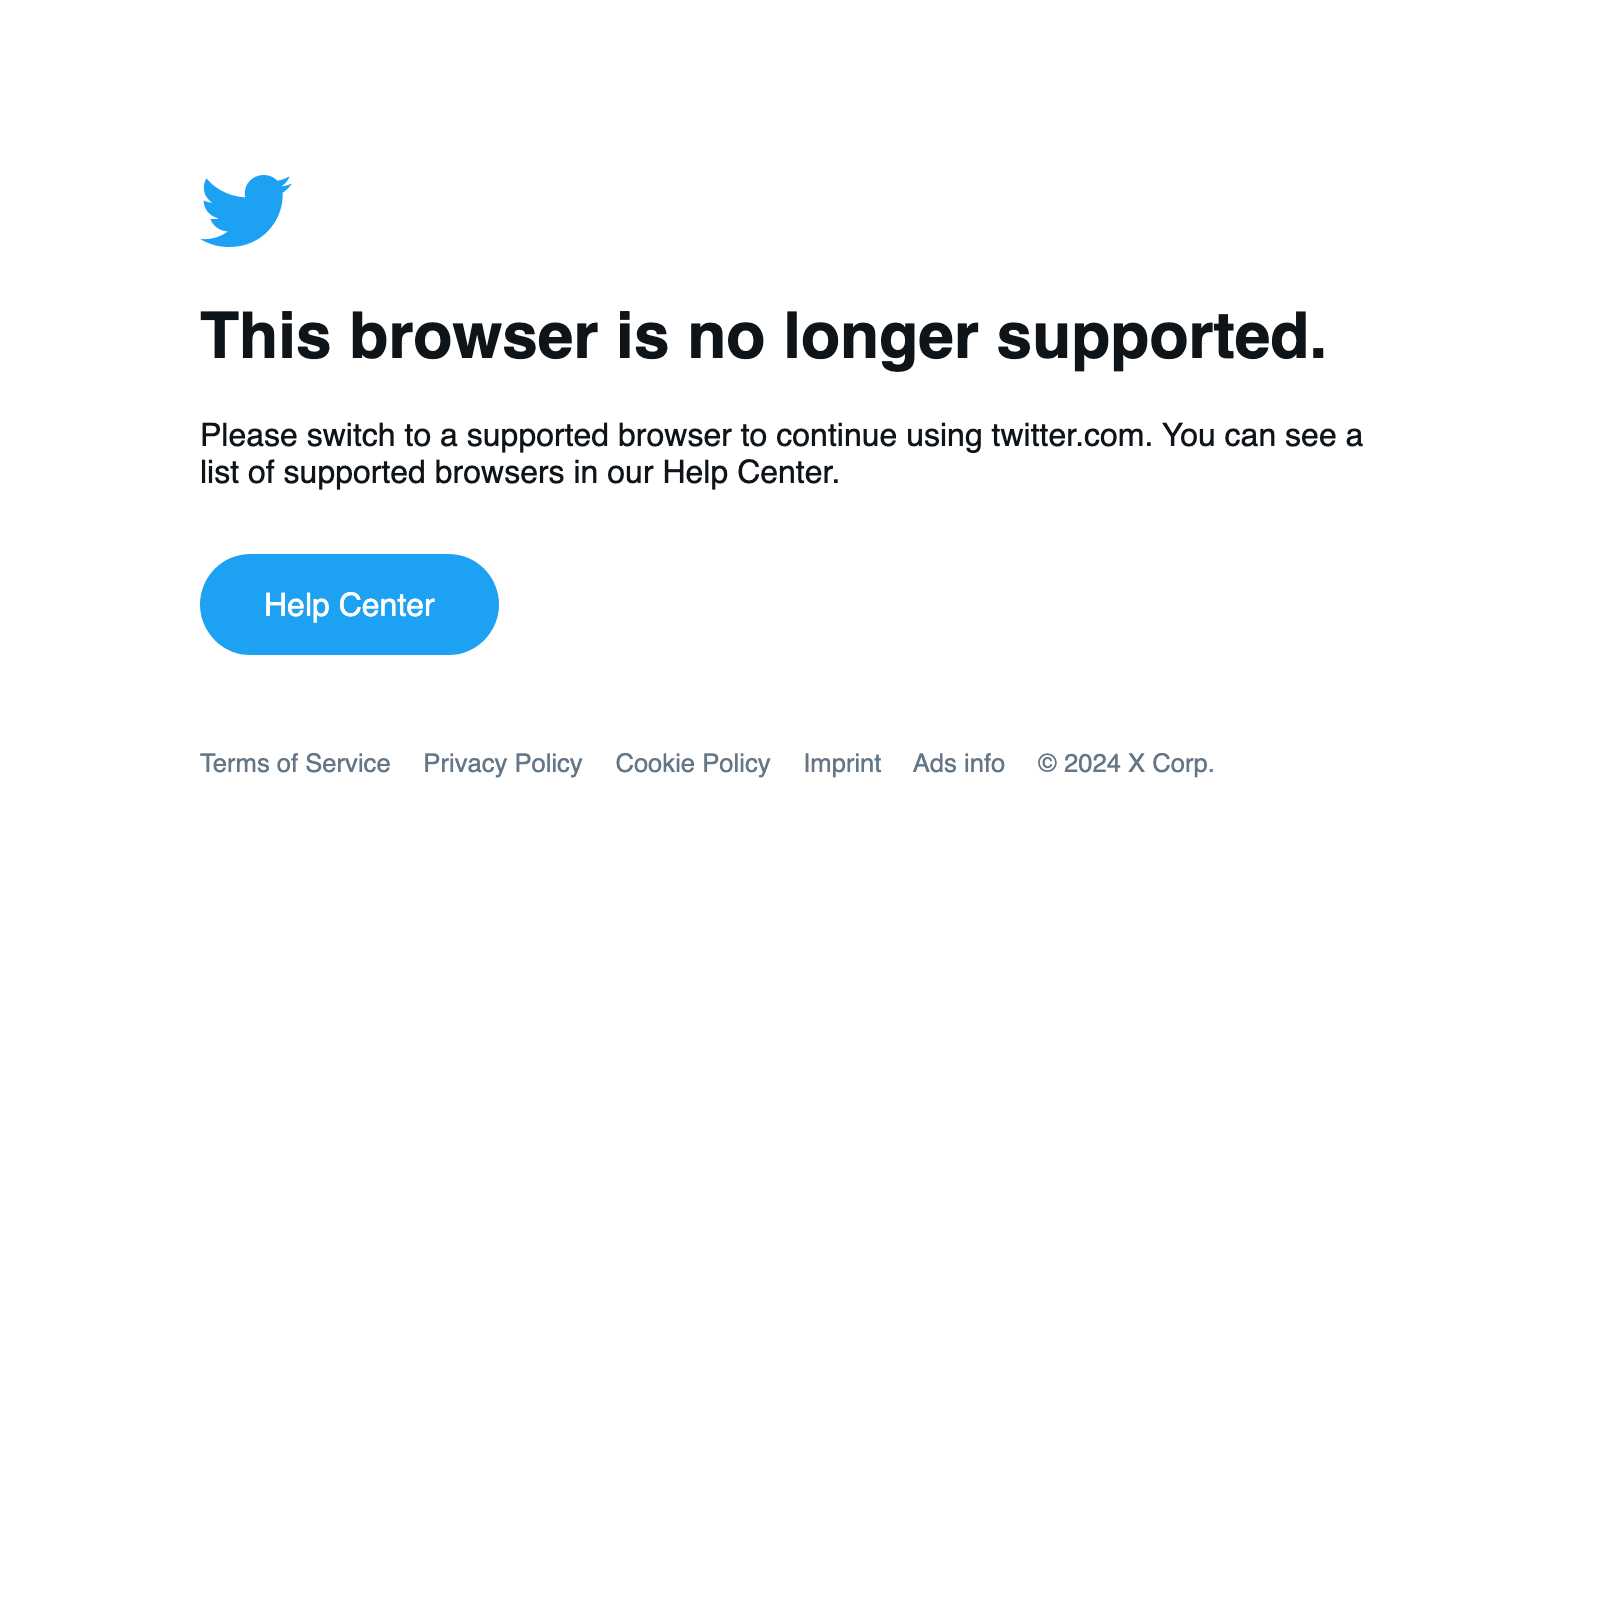 This browser is no longer supported.
Please switch to a supported browser to continue using twitter.com. You can see a
list of supported browsers in our Help Center.
Help Center
Terms of Service Privacy Policy Cookie Policy Imprint Ads info © 2024 X Corp.